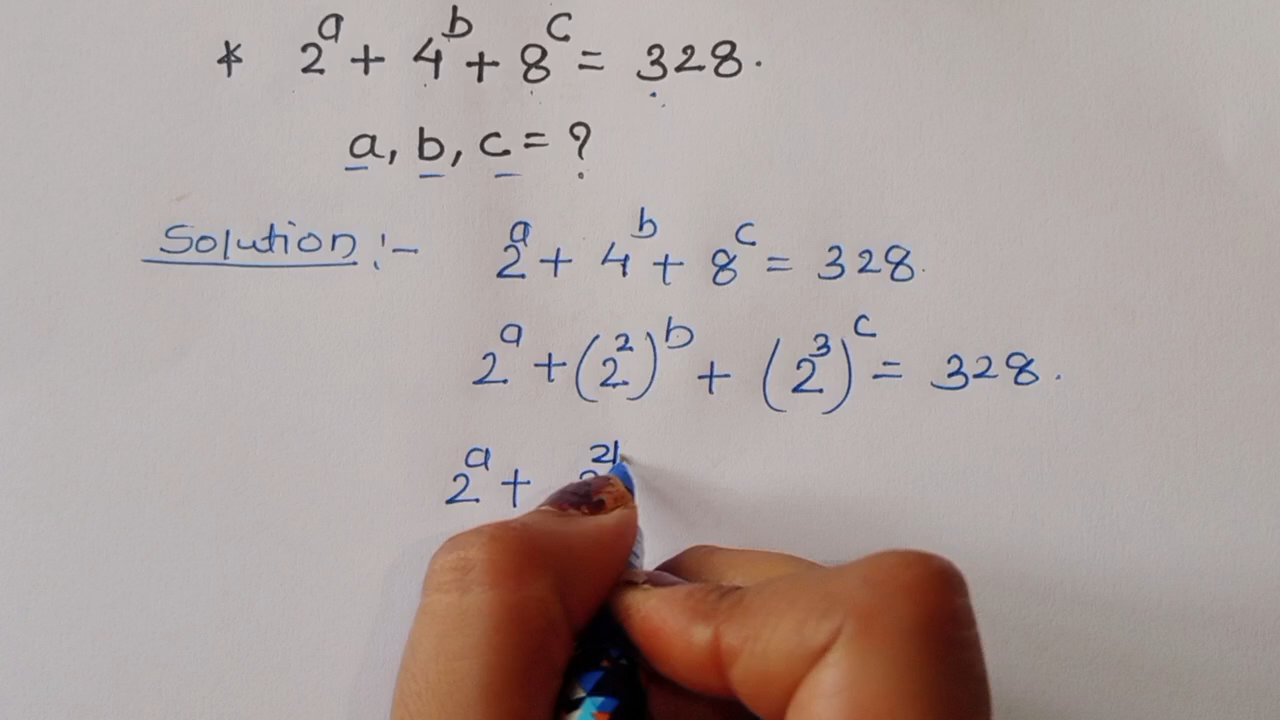 * 2^a + 4^b + 8^c = 328.
a, b, c = ?
Solution :- 2^a + 4^b + 8^c = 328.
2^a + (2^2)^b + (2^3)^c = 328.
2^a +